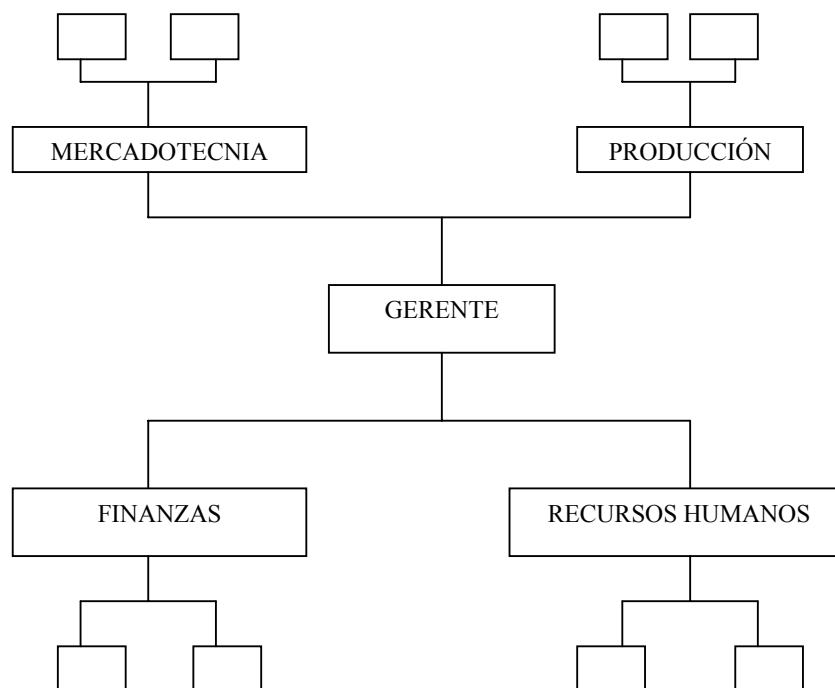 MERCADOTECNIA
PRODUCCIÓN
GERENTE
FINANZAS
RECURSOS HUMANOS